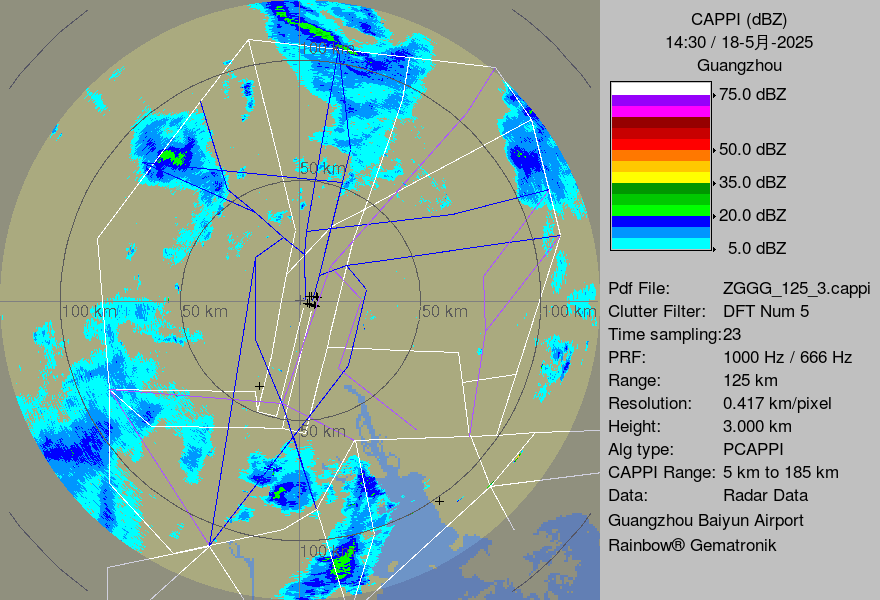 100 km
50 km
100 km
50 km
50 km
100 km
50 km
100 km
CAPPI (dBZ)
14:30 / 18-5月-2025
Guangzhou
75.0 dBZ
50.0 dBZ
35.0 dBZ
20.0 dBZ
5.0 dBZ
Pdf File: ZGGG_125_3.cappi
Clutter Filter: DFT Num 5
Time sampling:23
PRF: 1000 Hz / 666 Hz
Range: 125 km
Resolution: 0.417 km/pixel
Height: 3.000 km
Alg type: PCAPPI
CAPPI Range: 5 km to 185 km
Data: Radar Data
Guangzhou Baiyun Airport
Rainbow® Gematronik